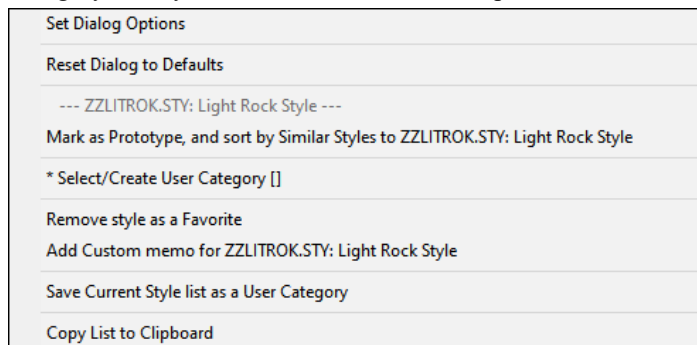 Set Dialog Options
Reset Dialog to Defaults
--- ZZLITROK.STY: Light Rock Style ---
Mark as Prototype, and sort by Similar Styles to ZZLITROK.STY: Light Rock Style
* Select/Create User Category []
Remove style as a Favorite
Add Custom memo for ZZLITROK.STY: Light Rock Style
Save Current Style list as a User Category
Copy List to Clipboard